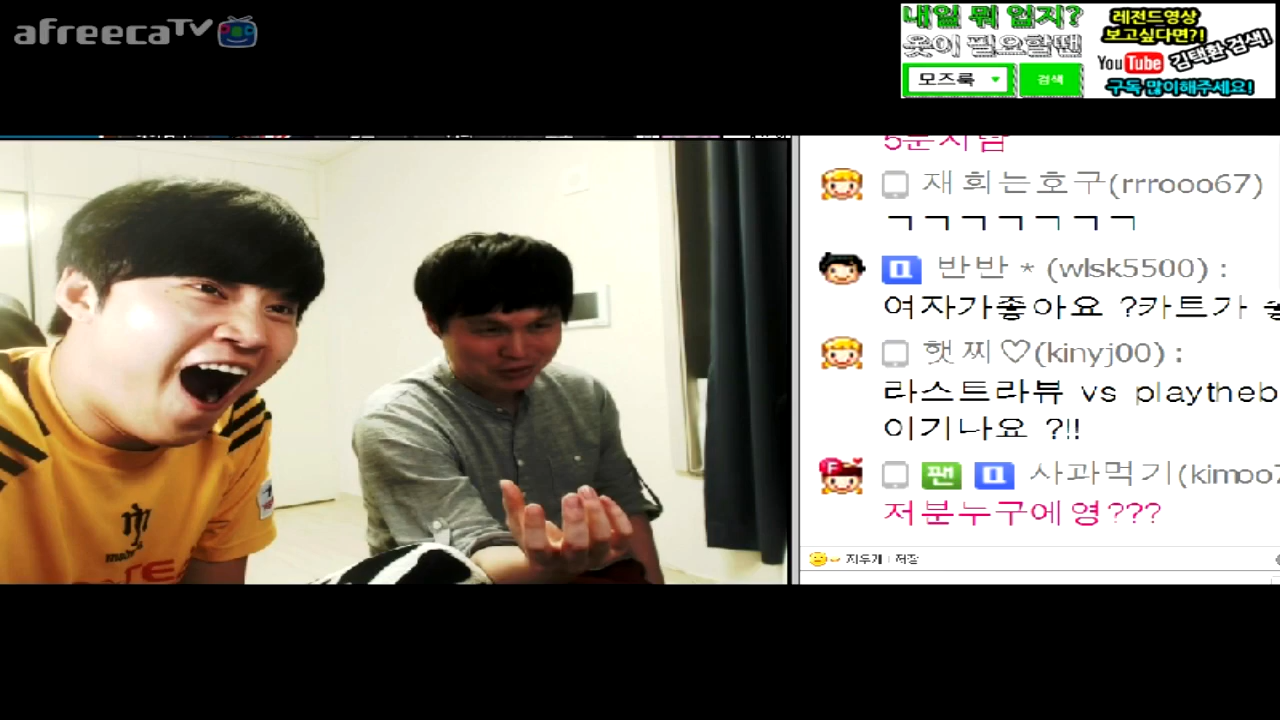 afreecaTV
내일 뭐 입지?
옷이 필요할땐
모즈룩
검색
레전드영상
보고싶다면?!
YouTube 김택환 검색!
구독 많이해주세요!
재희는호구(rrrooo67)
ㄱㄱㄱㄱㄱㄱㄱ
반반 * (wlsk5500) :
여자가좋아요 ?카트가
햇찌♡(kinyj00) :
라스트라뷰 vs playtheb
이기나요 ?!!
팬
사과먹기(kimoo7
저분누구에영???
지우개 | 저장